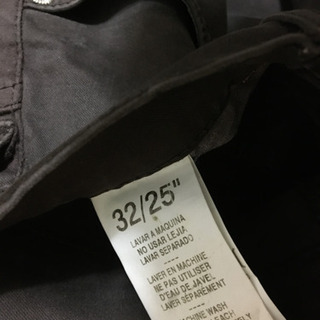 32/25"
LAVAR A MAQUINA
NO USAR LEJIA
LAVAR SEPARADO
----
LAVER EN MACHINE
NE PAS UTILISER
D'EAU DE JAVEL
LAVER SÉPARÉMENT
----
MACHINE WASH